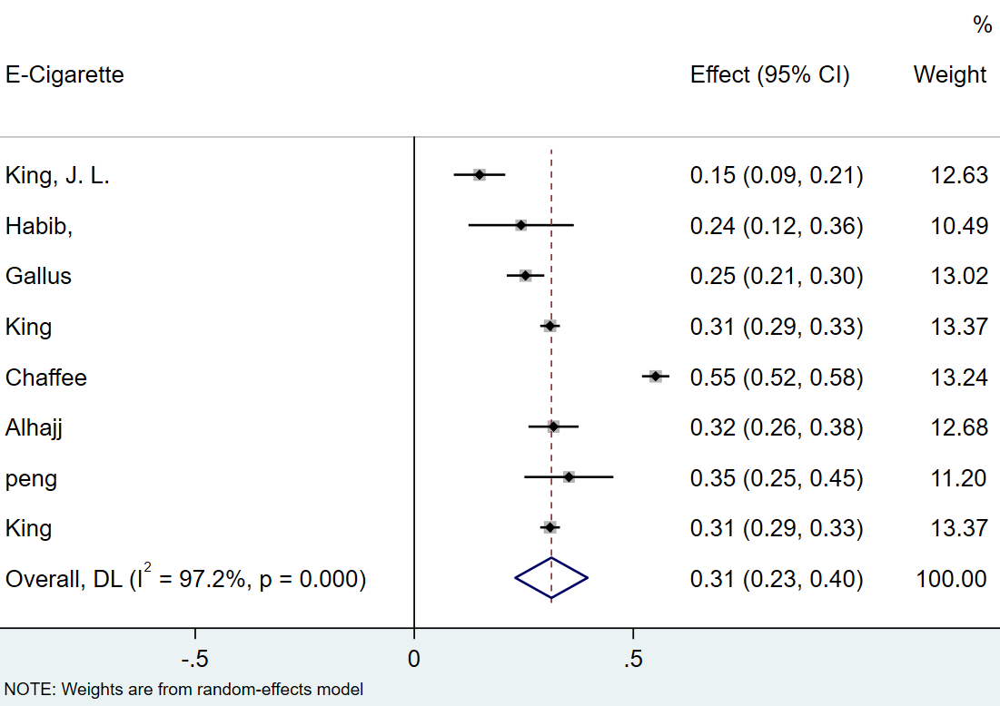 %
E-Cigarette Effect (95% CI) Weight
King, J. L. 0.15 (0.09, 0.21) 12.63
Habib, 0.24 (0.12, 0.36) 10.49
Gallus 0.25 (0.21, 0.30) 13.02
King 0.31 (0.29, 0.33) 13.37
Chaffee 0.55 (0.52, 0.58) 13.24
Alhajj 0.32 (0.26, 0.38) 12.68
peng 0.35 (0.25, 0.45) 11.20
King 0.31 (0.29, 0.33) 13.37
Overall, DL (I² = 97.2%, p = 0.000) 0.31 (0.23, 0.40) 100.00
-.5 0 .5
NOTE: Weights are from random-effects model